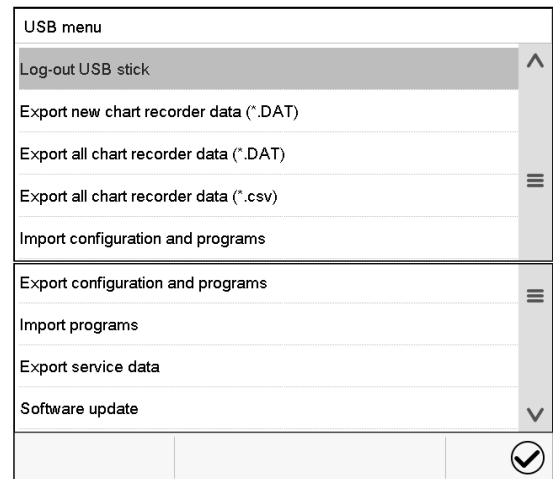 USB menu
Log-out USB stick
Export new chart recorder data (*.DAT)
Export all chart recorder data (*.DAT)
Export all chart recorder data (*.csv)
Import configuration and programs
Export configuration and programs
Import programs
Export service data
Software update